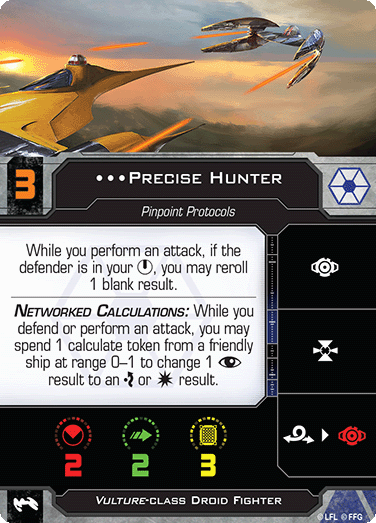 3 •••PRECISE HUNTER
Pinpoint Protocols
While you perform an attack, if the
defender is in your , you may reroll
1 blank result.
NETWORKED CALCULATIONS: While you
defend or perform an attack, you may
spend 1 calculate token from a friendly
ship at range 0–1 to change 1
result to an or result.
2 2 3
VULTURE-CLASS DROID FIGHTER
©LFL ©FFG